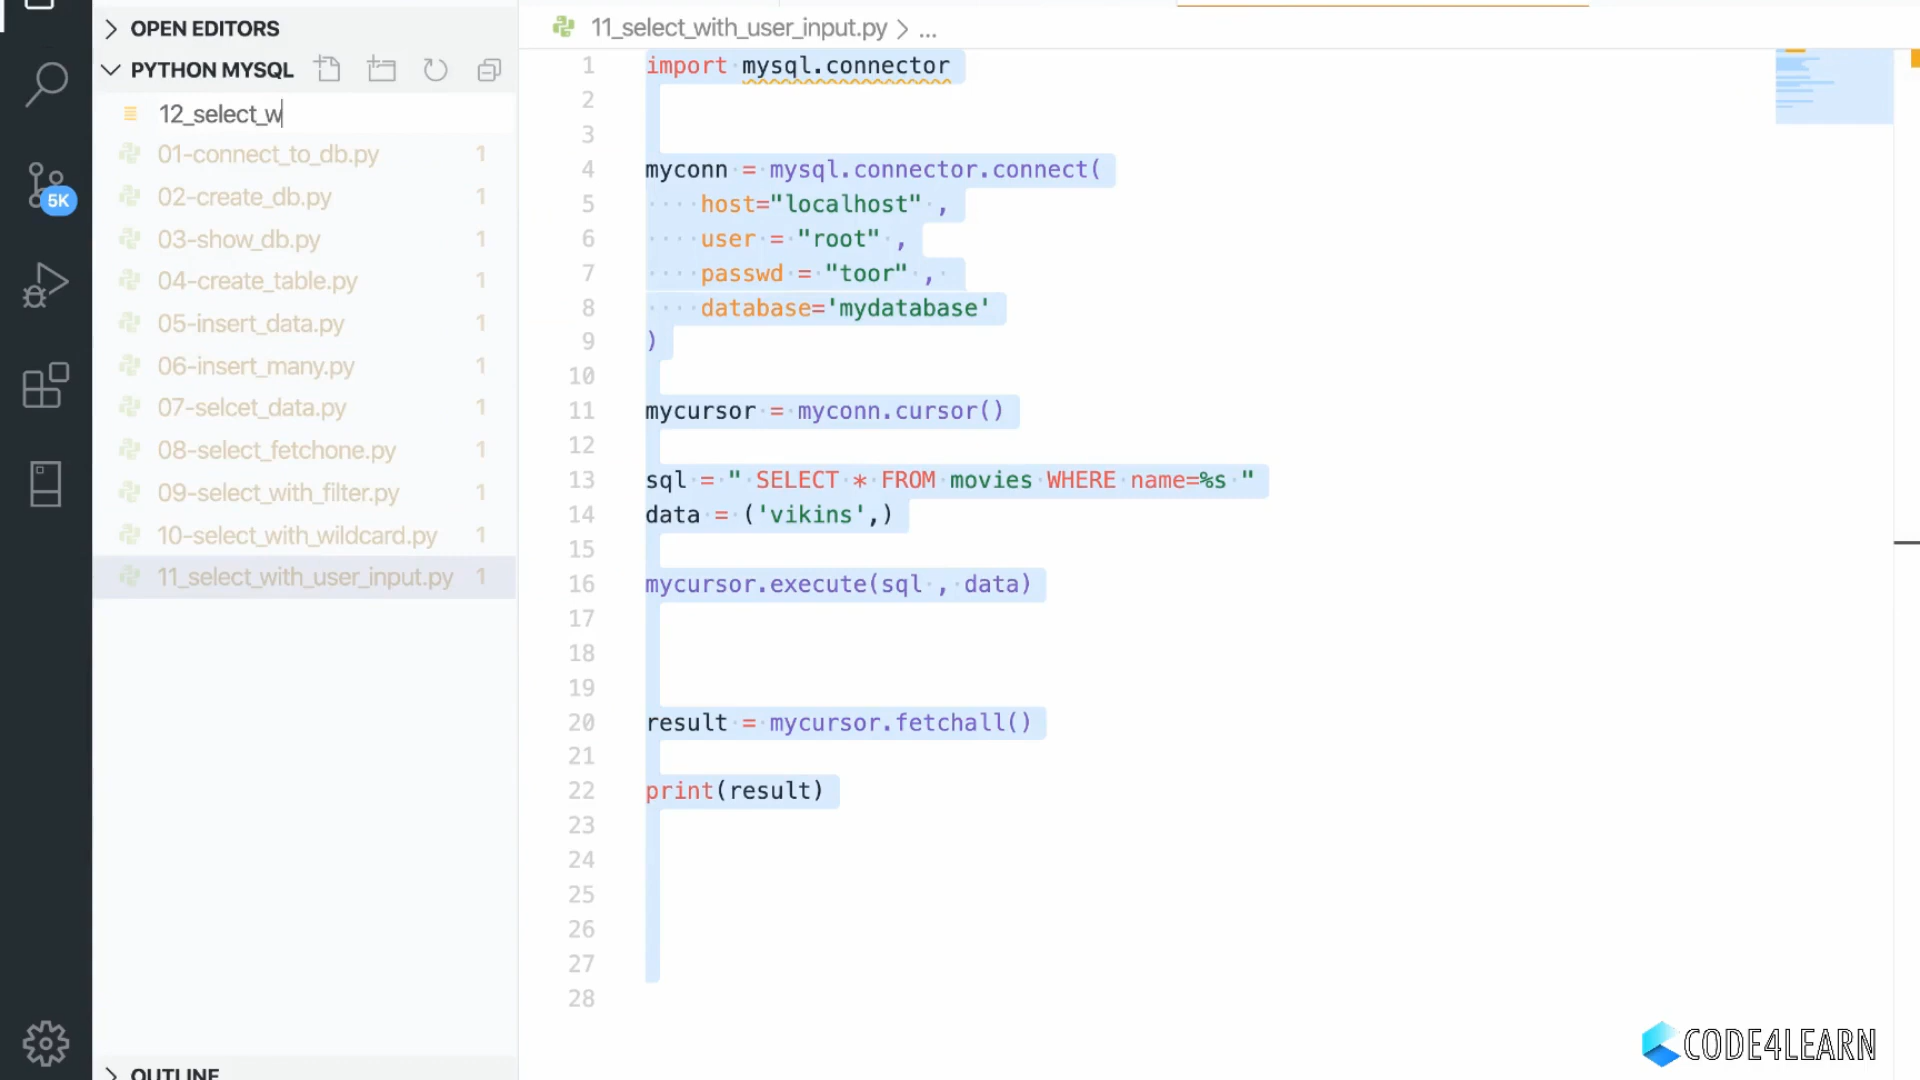 OPEN EDITORS
PYTHON MYSQL
12_select_w
01-connect_to_db.py 1
02-create_db.py 1
03-show_db.py 1
04-create_table.py 1
05-insert_data.py 1
06-insert_many.py 1
07-selcet_data.py 1
08-select_fetchone.py 1
09-select_with_filter.py 1
10-select_with_wildcard.py 1
11_select_with_user_input.py 1
OUTLINE
5K
11_select_with_user_input.py > ...
1 import mysql.connector
2
3
4 myconn = mysql.connector.connect(
5     host="localhost" ,
6     user = "root" ,
7     passwd = "toor" ,
8     database='mydatabase'
9 )
10
11 mycursor = myconn.cursor()
12
13 sql = " SELECT * FROM movies WHERE name=%s "
14 data = ('vikins',)
15
16 mycursor.execute(sql , data)
17
18
19
20 result = mycursor.fetchall()
21
22 print(result)
23
24
25
26
27
28
CODE4LEARN